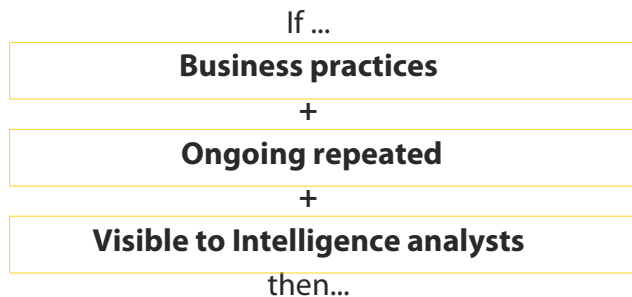 If ...
Business practices
+
Ongoing repeated
+
Visible to Intelligence analysts
then...